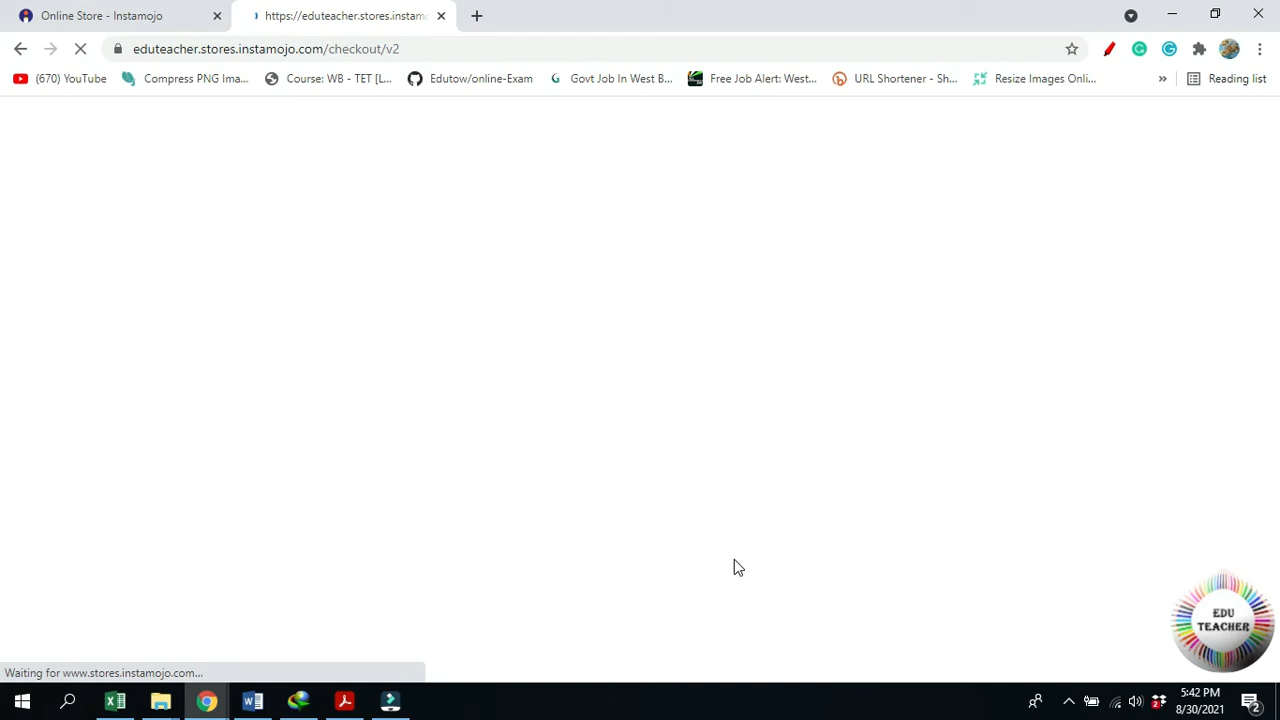 Online Store - Instamojo
https://eduteacher.stores.instamo
eduteacher.stores.instamojo.com/checkout/v2
(670) YouTube
Compress PNG Ima...
Course: WB - TET [L...
Edutow/online-Exam
Govt Job In West B...
Free Job Alert: West...
URL Shortener - Sh...
Resize Images Onli...
»
Reading list
EDU
TEACHER
Waiting for www.stores.instamojo.com...
5:42 PM
8/30/2021
2
2